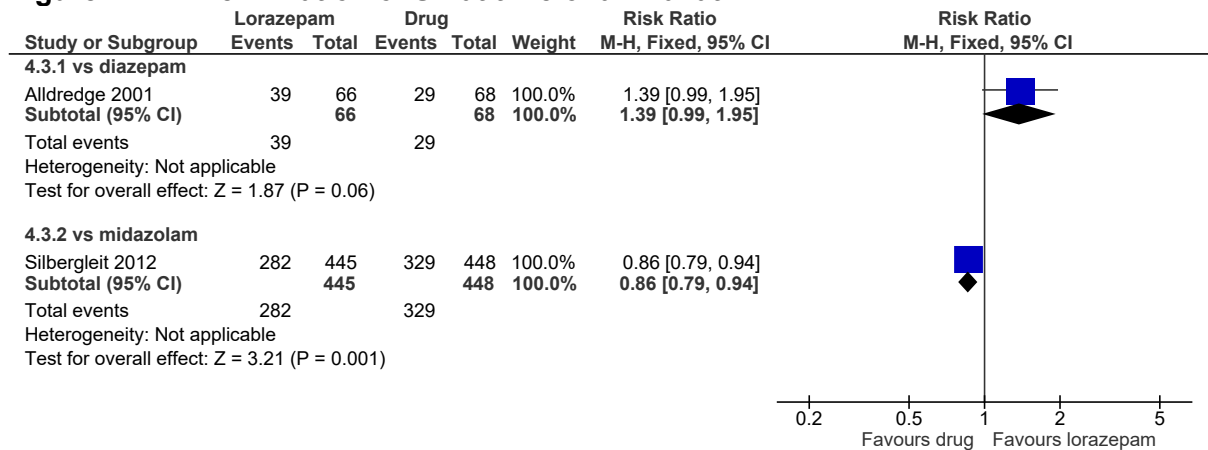 Lorazepam Drug Risk Ratio Risk Ratio
Study or Subgroup Events Total Events Total Weight M-H, Fixed, 95% CI M-H, Fixed, 95% CI
4.3.1 vs diazepam
Alldredge 2001 39 66 29 68 100.0% 1.39 [0.99, 1.95]
Subtotal (95% CI) 66 68 100.0% 1.39 [0.99, 1.95]
Total events 39 29
Heterogeneity: Not applicable
Test for overall effect: Z = 1.87 (P = 0.06)
4.3.2 vs midazolam
Silbergleit 2012 282 445 329 448 100.0% 0.86 [0.79, 0.94]
Subtotal (95% CI) 445 448 100.0% 0.86 [0.79, 0.94]
Total events 282 329
Heterogeneity: Not applicable
Test for overall effect: Z = 3.21 (P = 0.001)
0.2 0.5 1 2 5
Favours drug Favours lorazepam